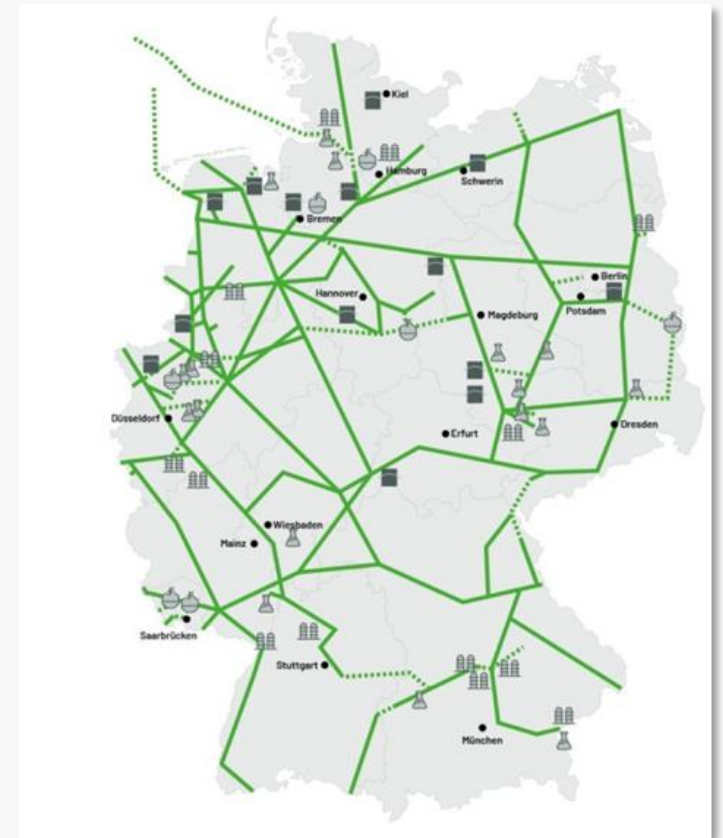 Kiel
Hamburg
Schwerin
Bremen
Berlin
Hannover
Potsdam
Magdeburg
Düsseldorf
Erfurt
Dresden
Wiesbaden
Mainz
Saarbrücken
Stuttgart
München